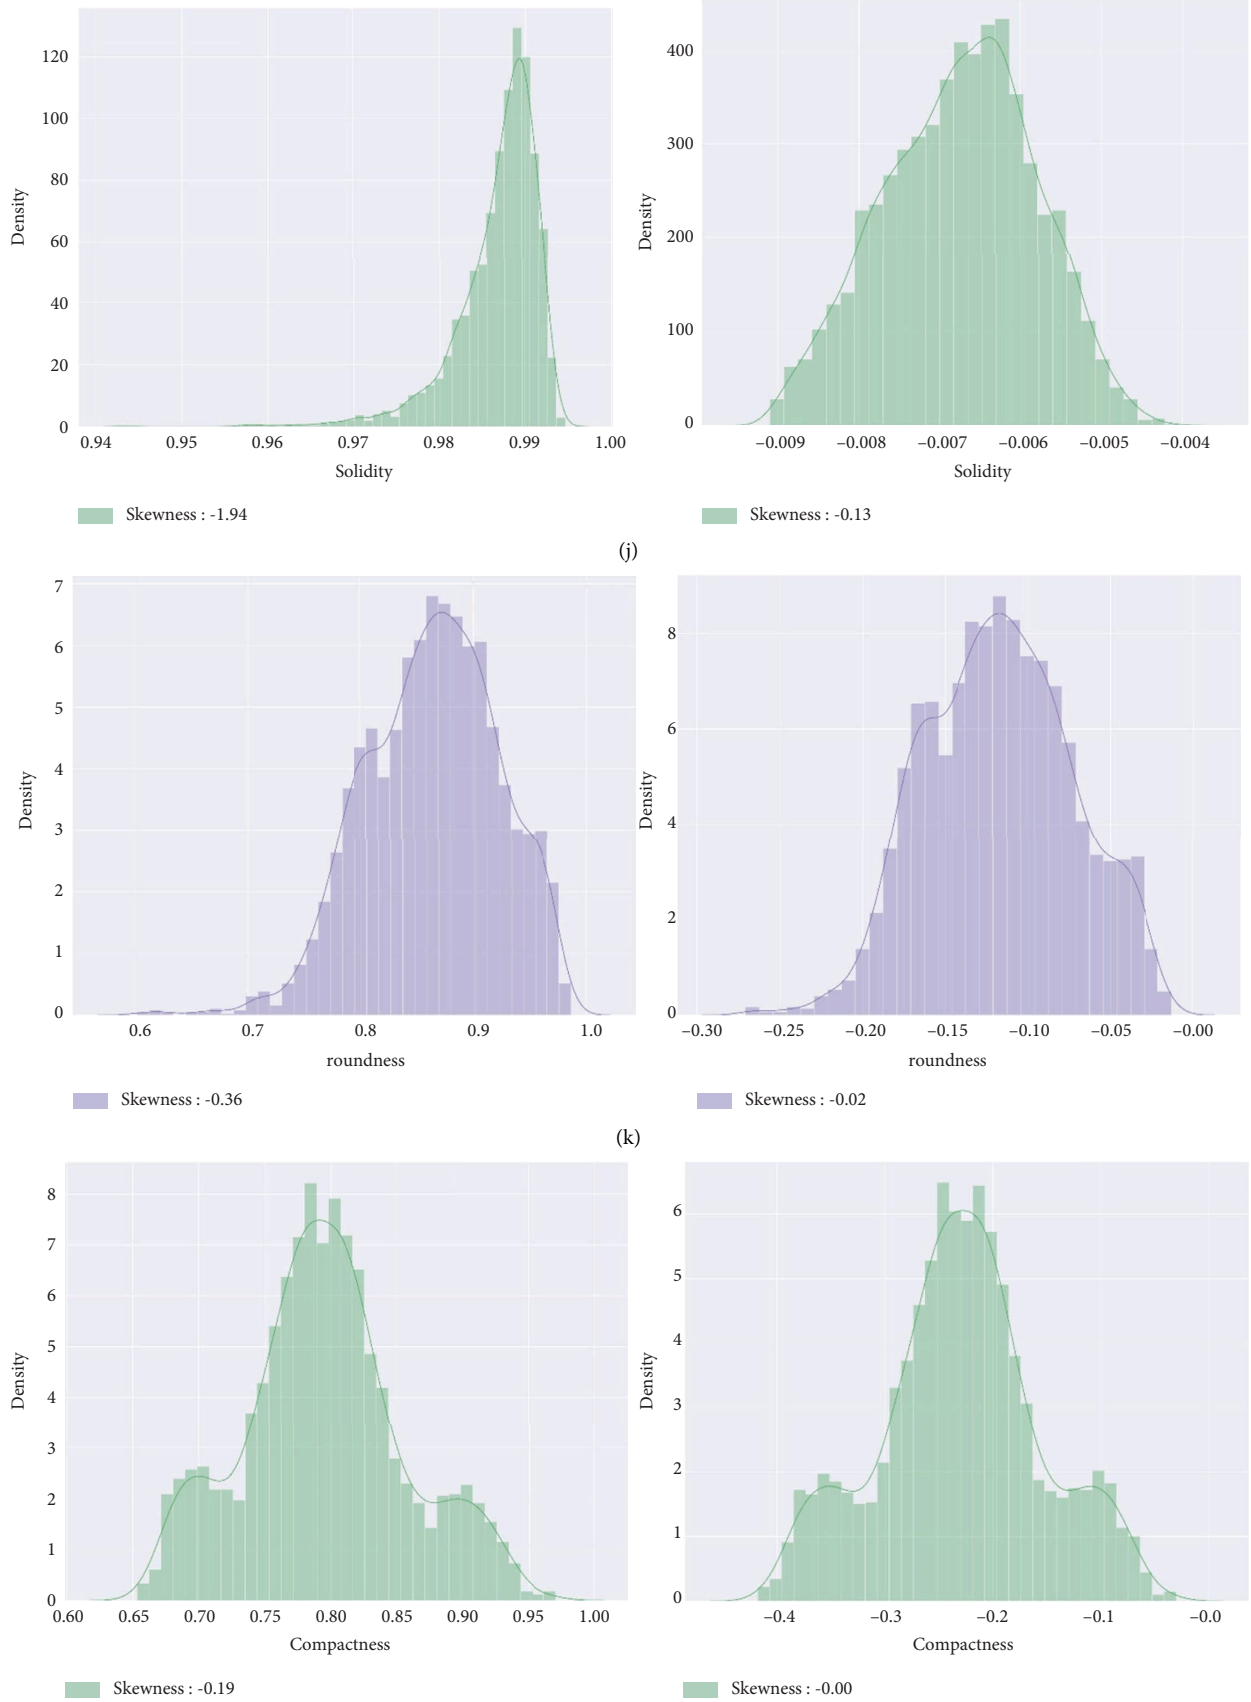 120
100
80
60
40
20
0
Density
0.94 0.95 0.96 0.97 0.98 0.99 1.00
Solidity
Skewness : -1.94
400
300
200
100
0
Density
–0.009 –0.008 –0.007 –0.006 –0.005 –0.004
Solidity
Skewness : -0.13
(j)
7
6
5
4
3
2
1
0
Density
0.6 0.7 0.8 0.9 1.0
roundness
Skewness : -0.36
8
6
4
2
0
Density
–0.30 –0.25 –0.20 –0.15 –0.10 –0.05 –0.00
roundness
Skewness : -0.02
(k)
8
7
6
5
4
3
2
1
0
Density
0.60 0.65 0.70 0.75 0.80 0.85 0.90 0.95 1.00
Compactness
Skewness : -0.19
6
5
4
3
2
1
0
Density
–0.4 –0.3 –0.2 –0.1 –0.0
Compactness
Skewness : -0.00